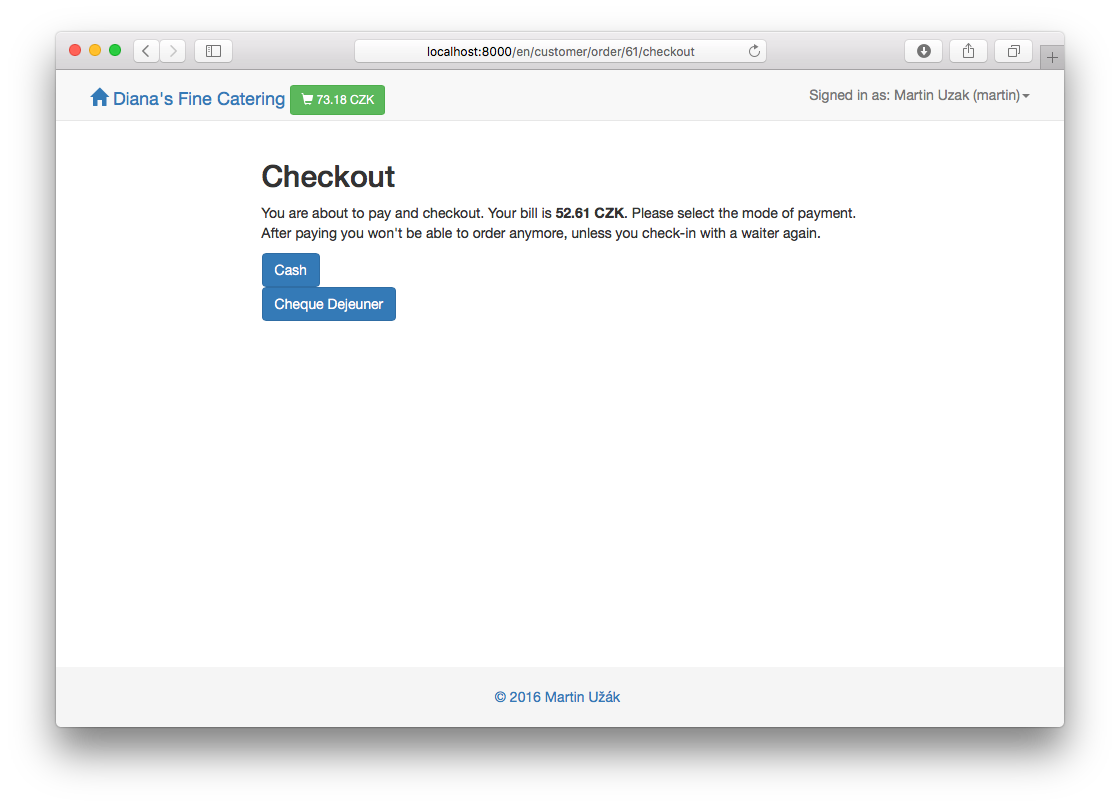 localhost:8000/en/customer/order/61/checkout
Diana's Fine Catering 73.18 CZK Signed in as: Martin Uzak (martin)
Checkout
You are about to pay and checkout. Your bill is 52.61 CZK. Please select the mode of payment.
After paying you won't be able to order anymore, unless you check-in with a waiter again.
Cash
Cheque Dejeuner
© 2016 Martin Užák